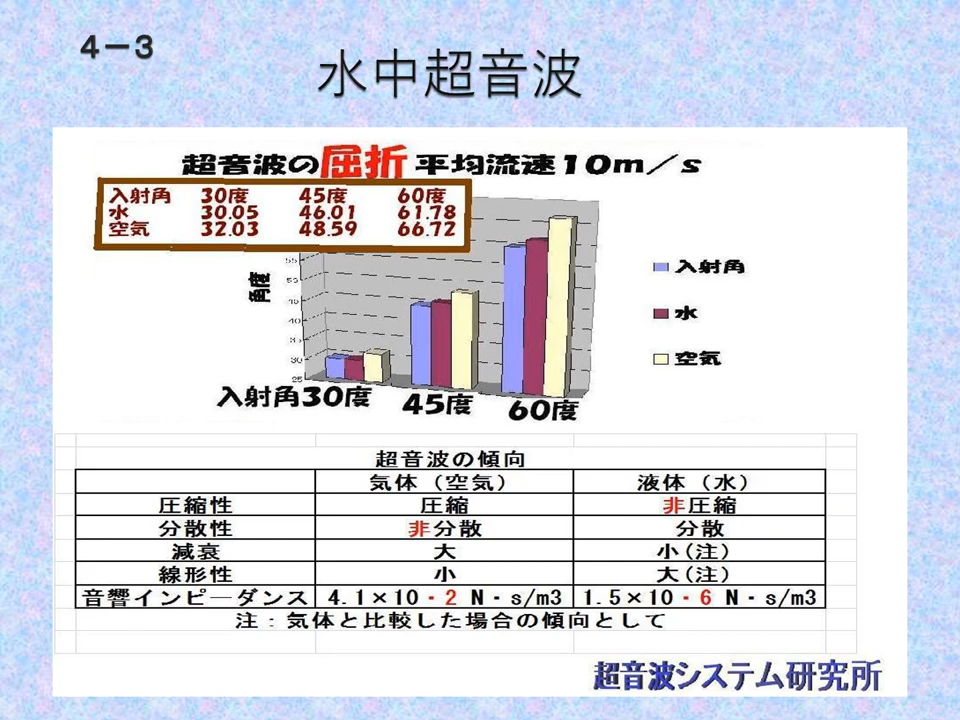 4-3
水中超音波
超音波の屈折 平均流速10m/s
入射角 30度 45度 60度
水 30.05 46.01 61.78
空気 32.03 48.59 66.72
角度
55
50
45
40
35
30
25
入射角30度 45度 60度
入射角
水
空気
超音波の傾向
気体(空気) 液体(水)
圧縮性 圧縮 非圧縮
分散性 非分散 分散
減衰 大 小(注)
線形性 小 大(注)
音響インピーダンス 4.1×10・2 N・s/m3 1.5×10・6 N・s/m3
注:気体と比較した場合の傾向として
超音波システム研究所